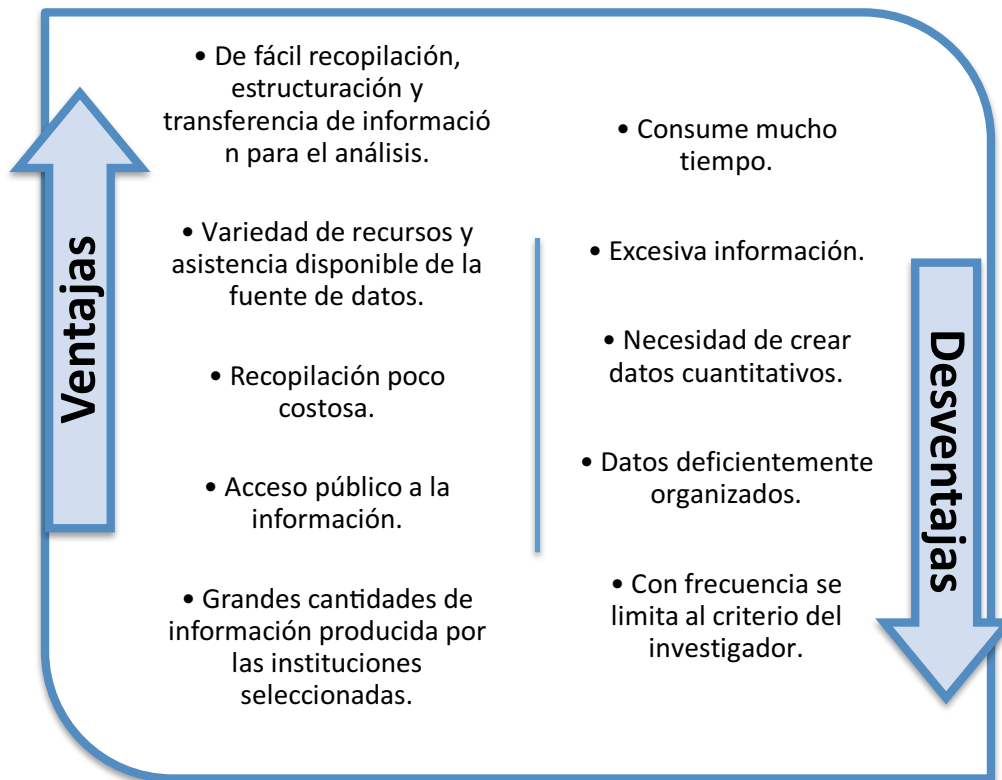 Ventajas
• De fácil recopilación,
estructuración y
transferencia de informació
n para el análisis.
• Variedad de recursos y
asistencia disponible de la
fuente de datos.
• Recopilación poco
costosa.
• Acceso público a la
información.
• Grandes cantidades de
información producida por
las instituciones
seleccionadas.
• Consume mucho
tiempo.
• Excesiva información.
• Necesidad de crear
datos cuantitativos.
• Datos deficientemente
organizados.
• Con frecuencia se
limita al criterio del
investigador.
Desventajas